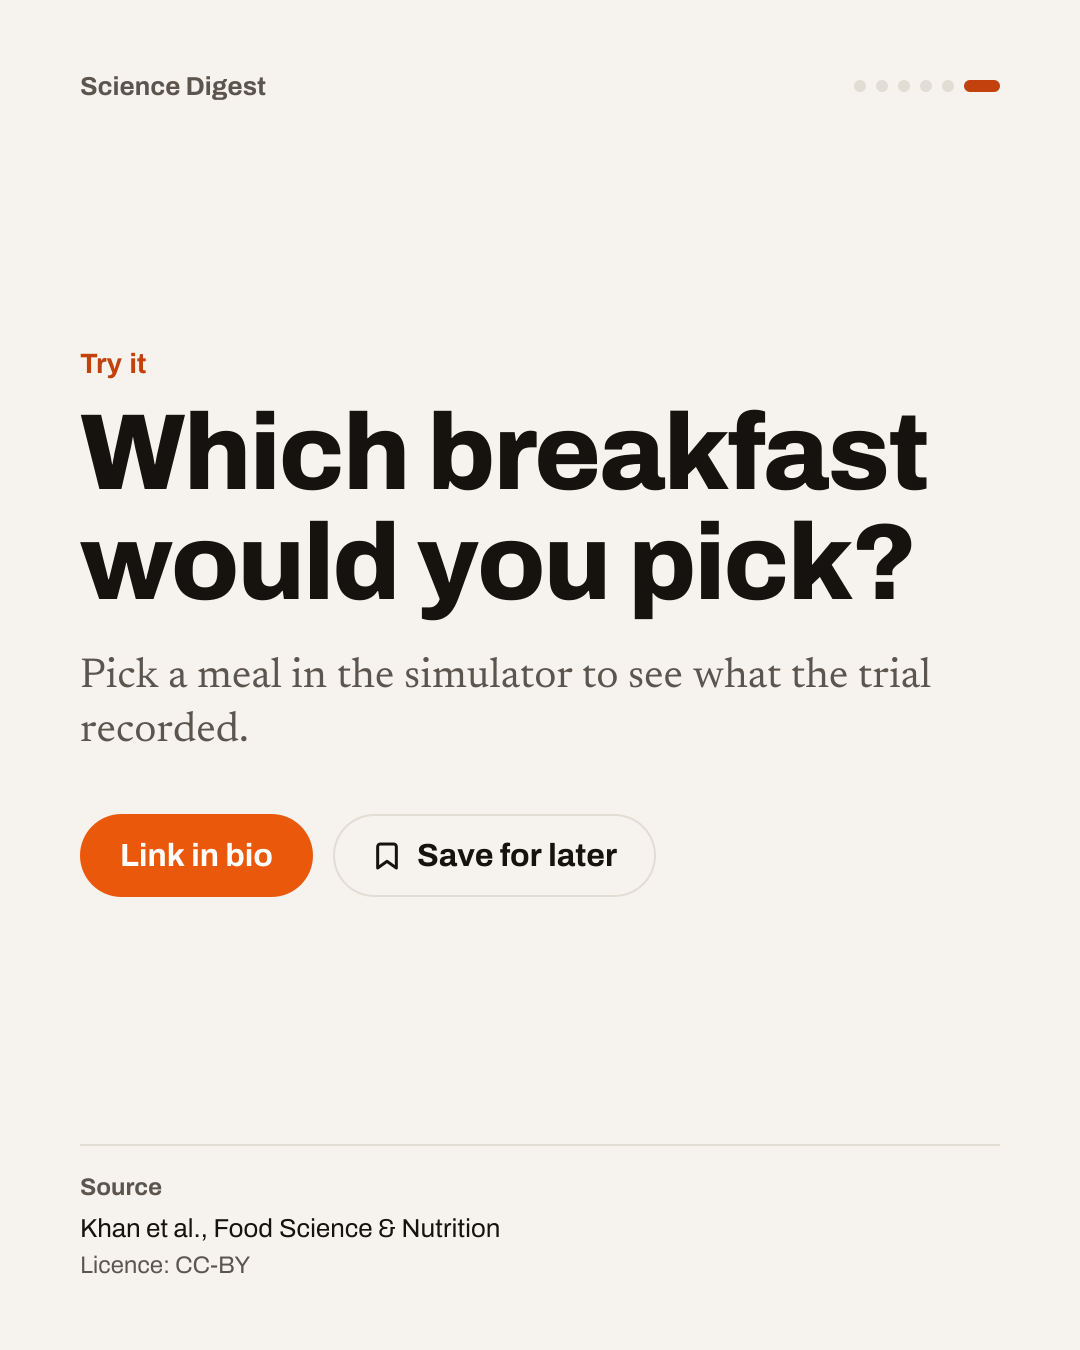 Science Digest
Try it
Which breakfast
would you pick?
Pick a meal in the simulator to see what the trial
recorded.
Link in bio
Save for later
Source
Khan et al., Food Science & Nutrition
Licence: CC-BY